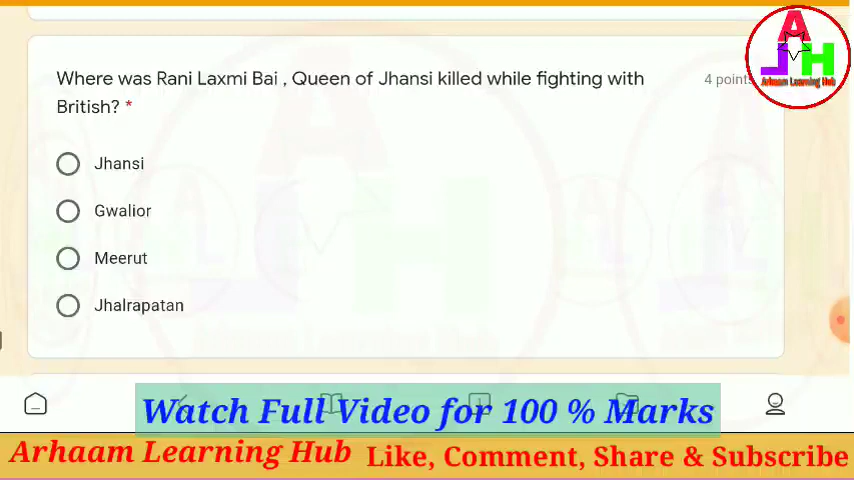 Where was Rani Laxmi Bai , Queen of Jhansi killed while fighting with
British? *
4 points
Jhansi
Gwalior
Meerut
Jhalrapatan
AJH
Arhaam Learning Hub
Watch Full Video for 100 % Marks
Arhaam Learning Hub Like, Comment, Share & Subscribe